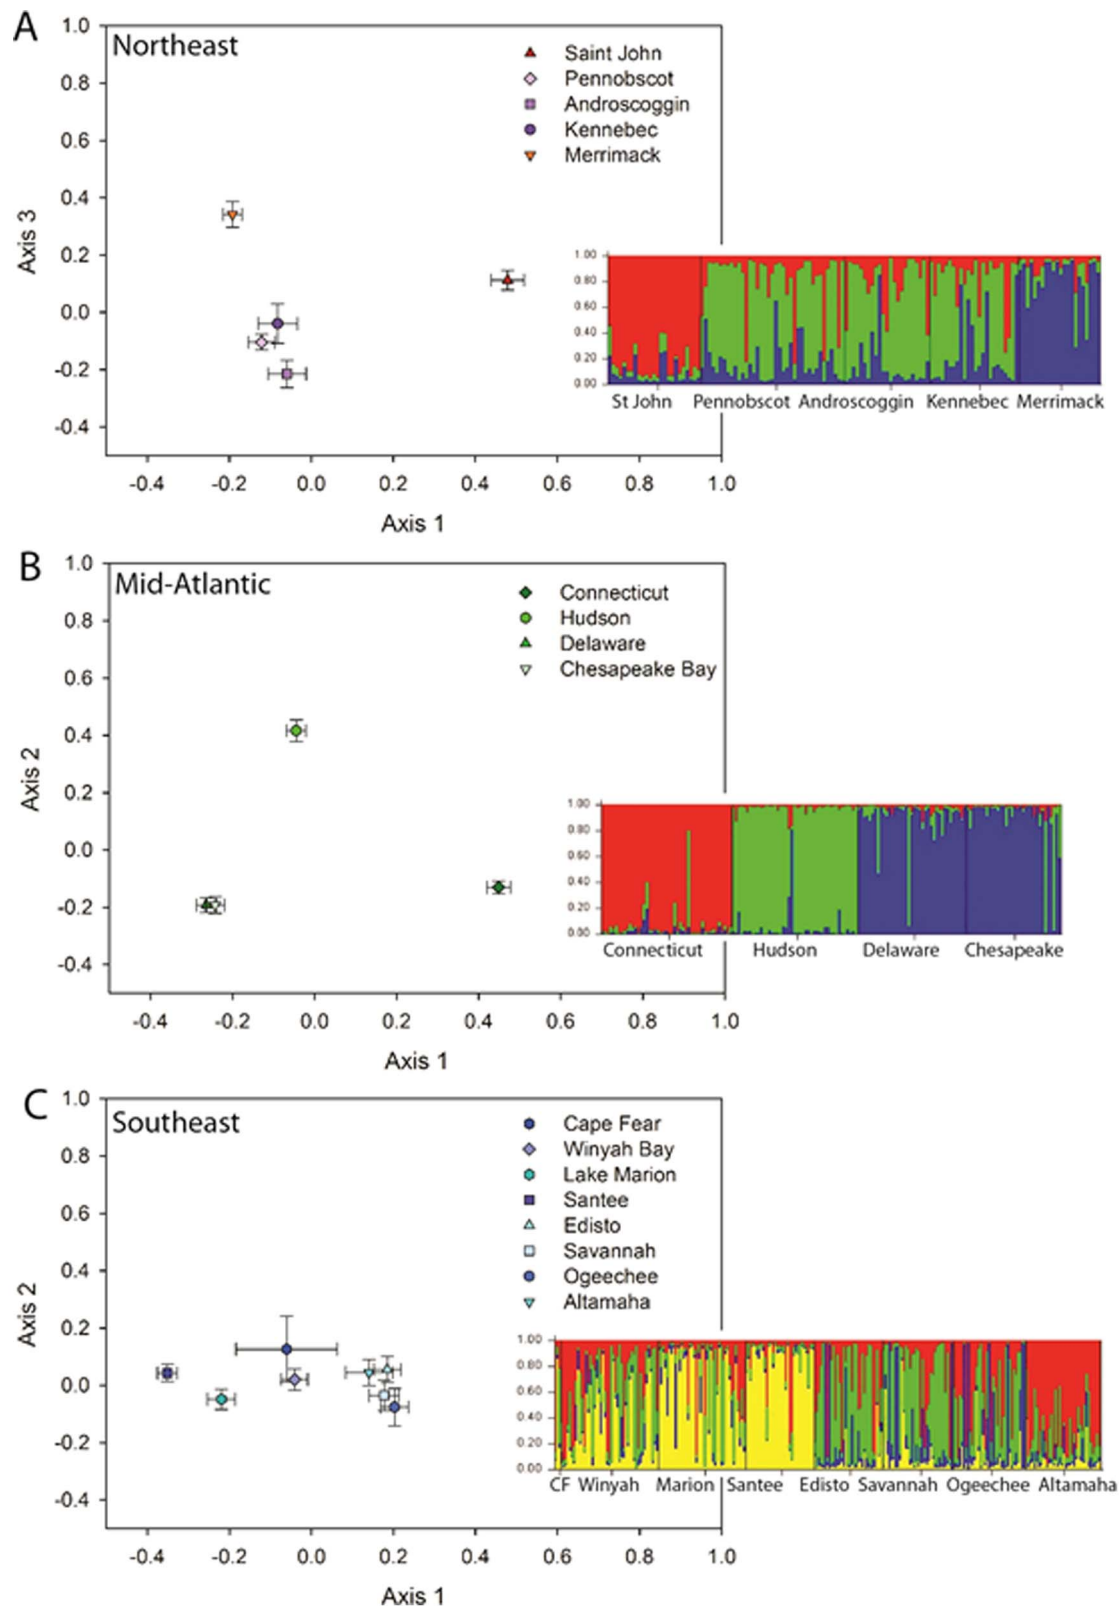 A
Northeast
Saint John
Pennobscot
Androscoggin
Kennebec
Merrimack
1.0
0.8
0.6
0.4
0.2
0.0
-0.2
-0.4
Axis 3
-0.4 -0.2 0.0 0.2 0.4 0.6 0.8 1.0
Axis 1
1.00
0.80
0.60
0.40
0.20
0.00
St John Pennobscot Androscoggin Kennebec Merrimack
B
Mid-Atlantic
Connecticut
Hudson
Delaware
Chesapeake Bay
1.0
0.8
0.6
0.4
0.2
0.0
-0.2
-0.4
Axis 2
-0.4 -0.2 0.0 0.2 0.4 0.6 0.8 1.0
Axis 1
1.00
0.80
0.60
0.40
0.20
0.00
Connecticut Hudson Delaware Chesapeake
C
Southeast
Cape Fear
Winyah Bay
Lake Marion
Santee
Edisto
Savannah
Ogeechee
Altamaha
1.0
0.8
0.6
0.4
0.2
0.0
-0.2
-0.4
Axis 2
-0.4 -0.2 0.0 0.2 0.4 0.6 0.8 1.0
Axis 1
1.00
0.80
0.60
0.40
0.20
0.00
CF Winyah Marion Santee Edisto Savannah Ogeechee Altamaha